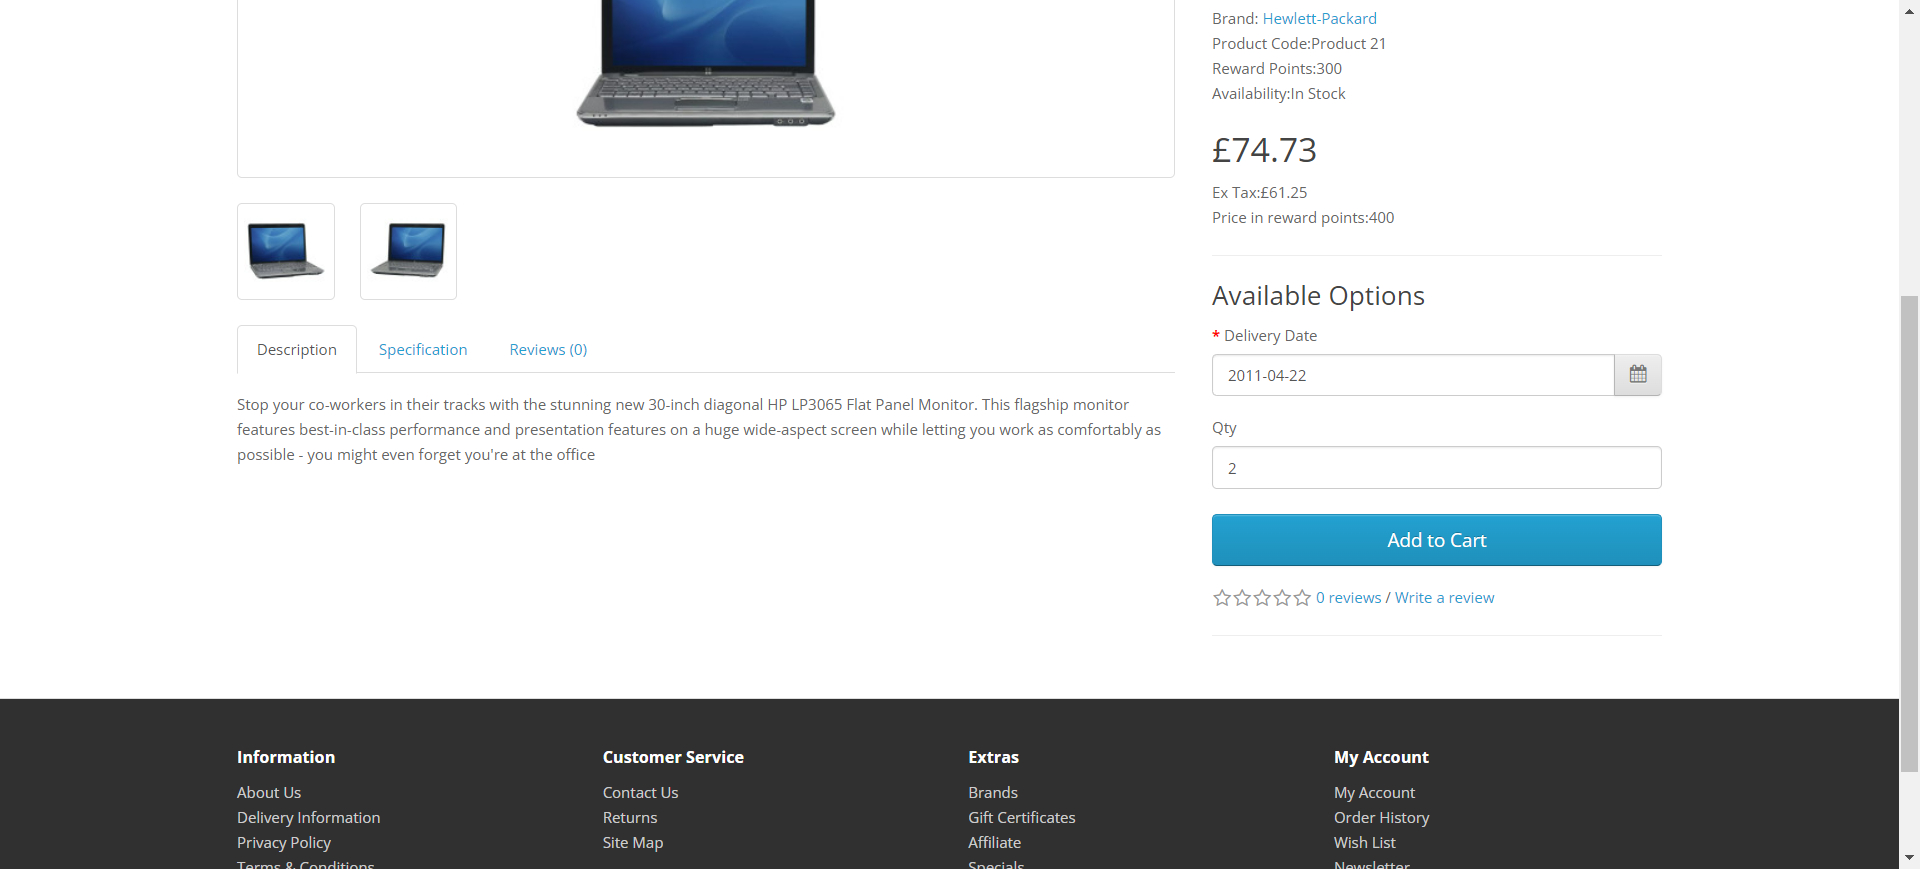 Brand: Hewlett-Packard
Product Code:Product 21
Reward Points:300
Availability:In Stock
£74.73
Ex Tax:£61.25
Price in reward points:400
Available Options
* Delivery Date
2011-04-22
Qty
2
Add to Cart
0 reviews / Write a review
Description
Specification
Reviews (0)
Stop your co-workers in their tracks with the stunning new 30-inch diagonal HP LP3065 Flat Panel Monitor. This flagship monitor
features best-in-class performance and presentation features on a huge wide-aspect screen while letting you work as comfortably as
possible - you might even forget you're at the office
Information
About Us
Delivery Information
Privacy Policy
Terms & Conditions
Customer Service
Contact Us
Returns
Site Map
Extras
Brands
Gift Certificates
Affiliate
Specials
My Account
My Account
Order History
Wish List
Newsletter